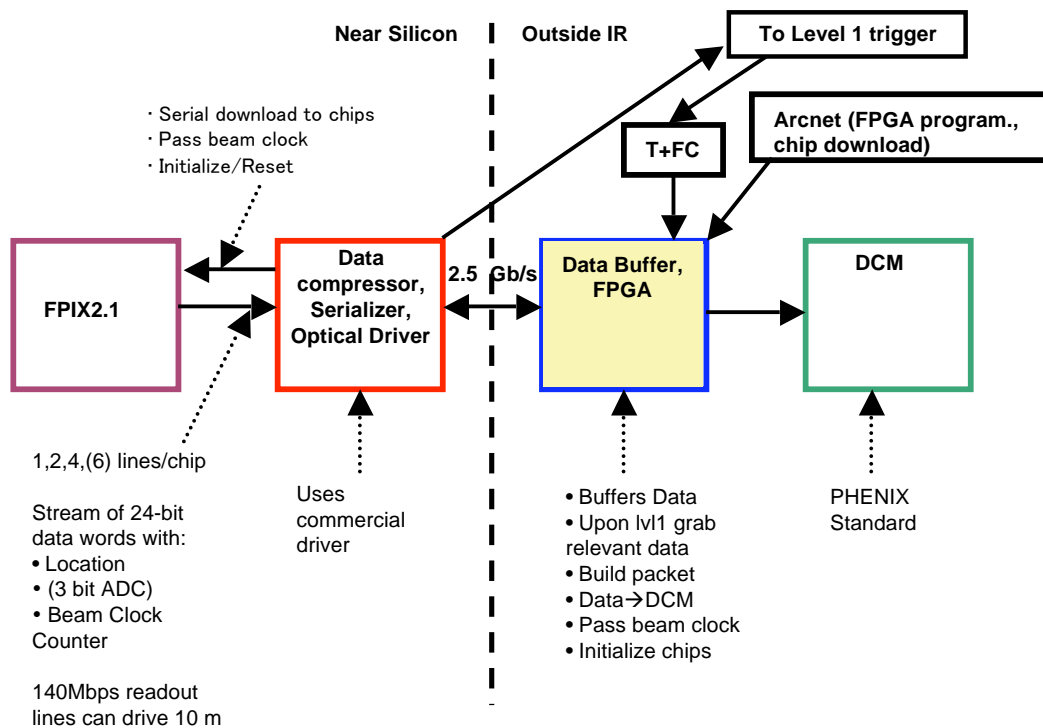 Near Silicon
Outside IR
To Level 1 trigger
· Serial download to chips
· Pass beam clock
· Initialize/Reset
T+FC
Arcnet (FPGA program.,
chip download)
FPIX2.1
Data
compressor,
Serializer,
Optical Driver
2.5 Gb/s
Data Buffer,
FPGA
DCM
1,2,4,(6) lines/chip
Stream of 24-bit
data words with:
• Location
• (3 bit ADC)
• Beam Clock
Counter
140Mbps readout
lines can drive 10 m
Uses
commercial
driver
• Buffers Data
• Upon lvl1 grab
relevant data
• Build packet
• Data→DCM
• Pass beam clock
• Initialize chips
PHENIX
Standard